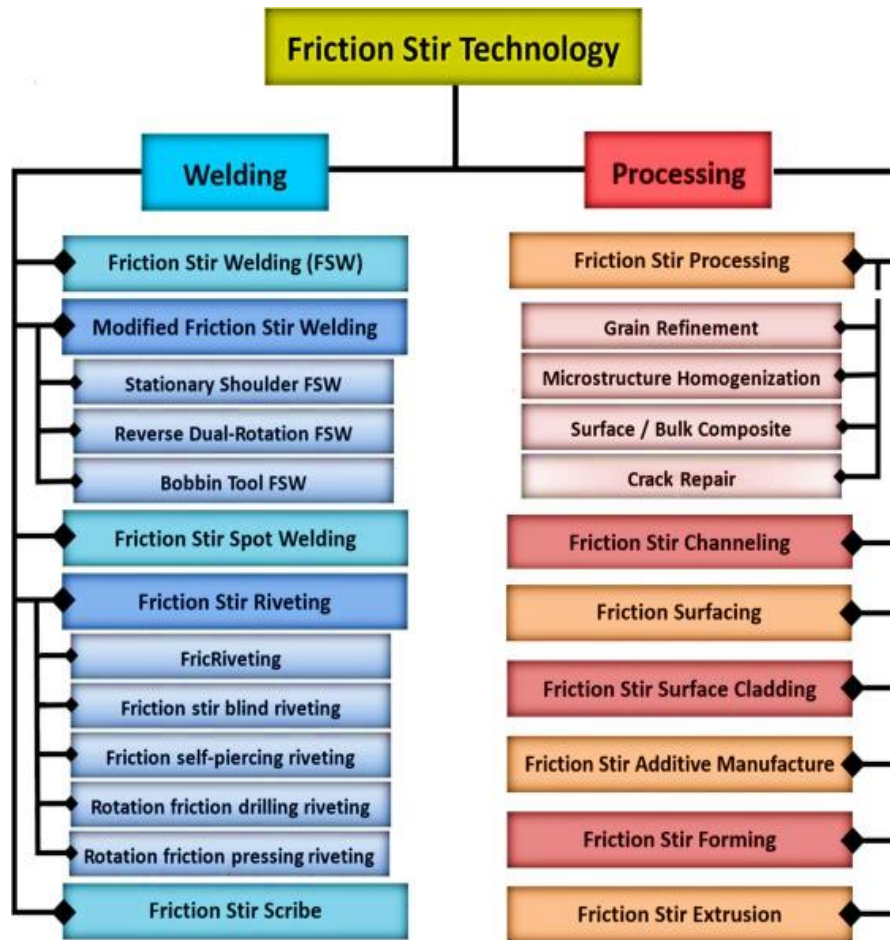 Friction Stir Technology
Welding
Friction Stir Welding (FSW)
Modified Friction Stir Welding
Stationary Shoulder FSW
Reverse Dual-Rotation FSW
Bobbin Tool FSW
Friction Stir Spot Welding
Friction Stir Riveting
FricRiveting
Friction stir blind riveting
Friction self-piercing riveting
Rotation friction drilling riveting
Rotation friction pressing riveting
Friction Stir Scribe
Processing
Friction Stir Processing
Grain Refinement
Microstructure Homogenization
Surface / Bulk Composite
Crack Repair
Friction Stir Channeling
Friction Surfacing
Friction Stir Surface Cladding
Friction Stir Additive Manufacture
Friction Stir Forming
Friction Stir Extrusion